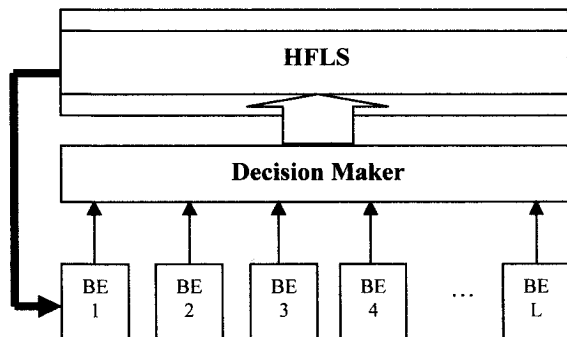 HFLS
Decision Maker
BE BE BE BE ... BE
1 2 3 4 L